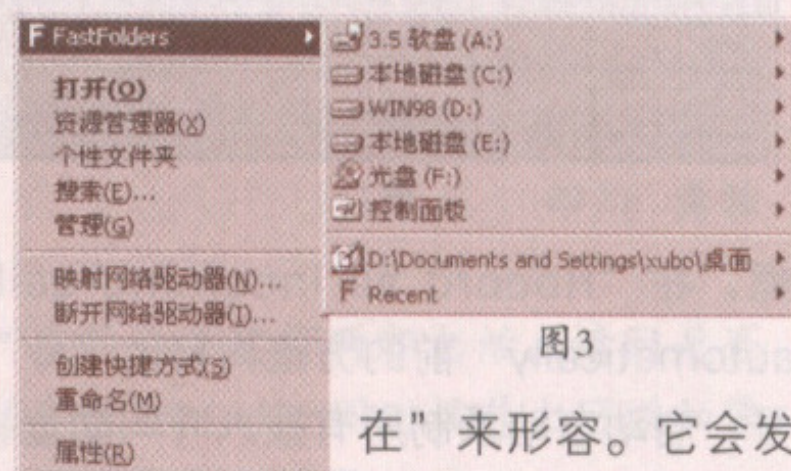 F FastFolders
打开(O)
资源管理器(X)
个性文件夹
搜索(E)...
管理(G)
映射网络驱动器(N)...
断开网络驱动器(I)...
创建快捷方式(S)
重命名(M)
属性(R)
3.5 软盘 (A:)
本地磁盘 (C:)
WIN98 (D:)
本地磁盘 (E:)
光盘 (F:)
控制面板
D:\Documents and Settings\xubo\桌面
F Recent
图3
在”来形容。它会发